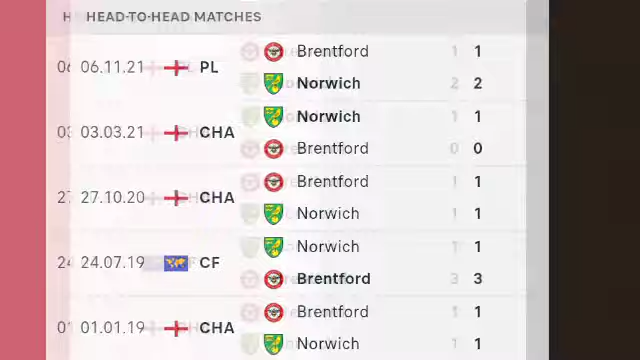 HEAD-TO-HEAD MATCHES
06.11.21 PL Brentford 1
Norwich 2
03.03.21 CHA Norwich 1
Brentford 0
27.10.20 CHA Brentford 1
Norwich 1
24.07.19 CF Norwich 1
Brentford 3
01.01.19 CHA Brentford 1
Norwich 1